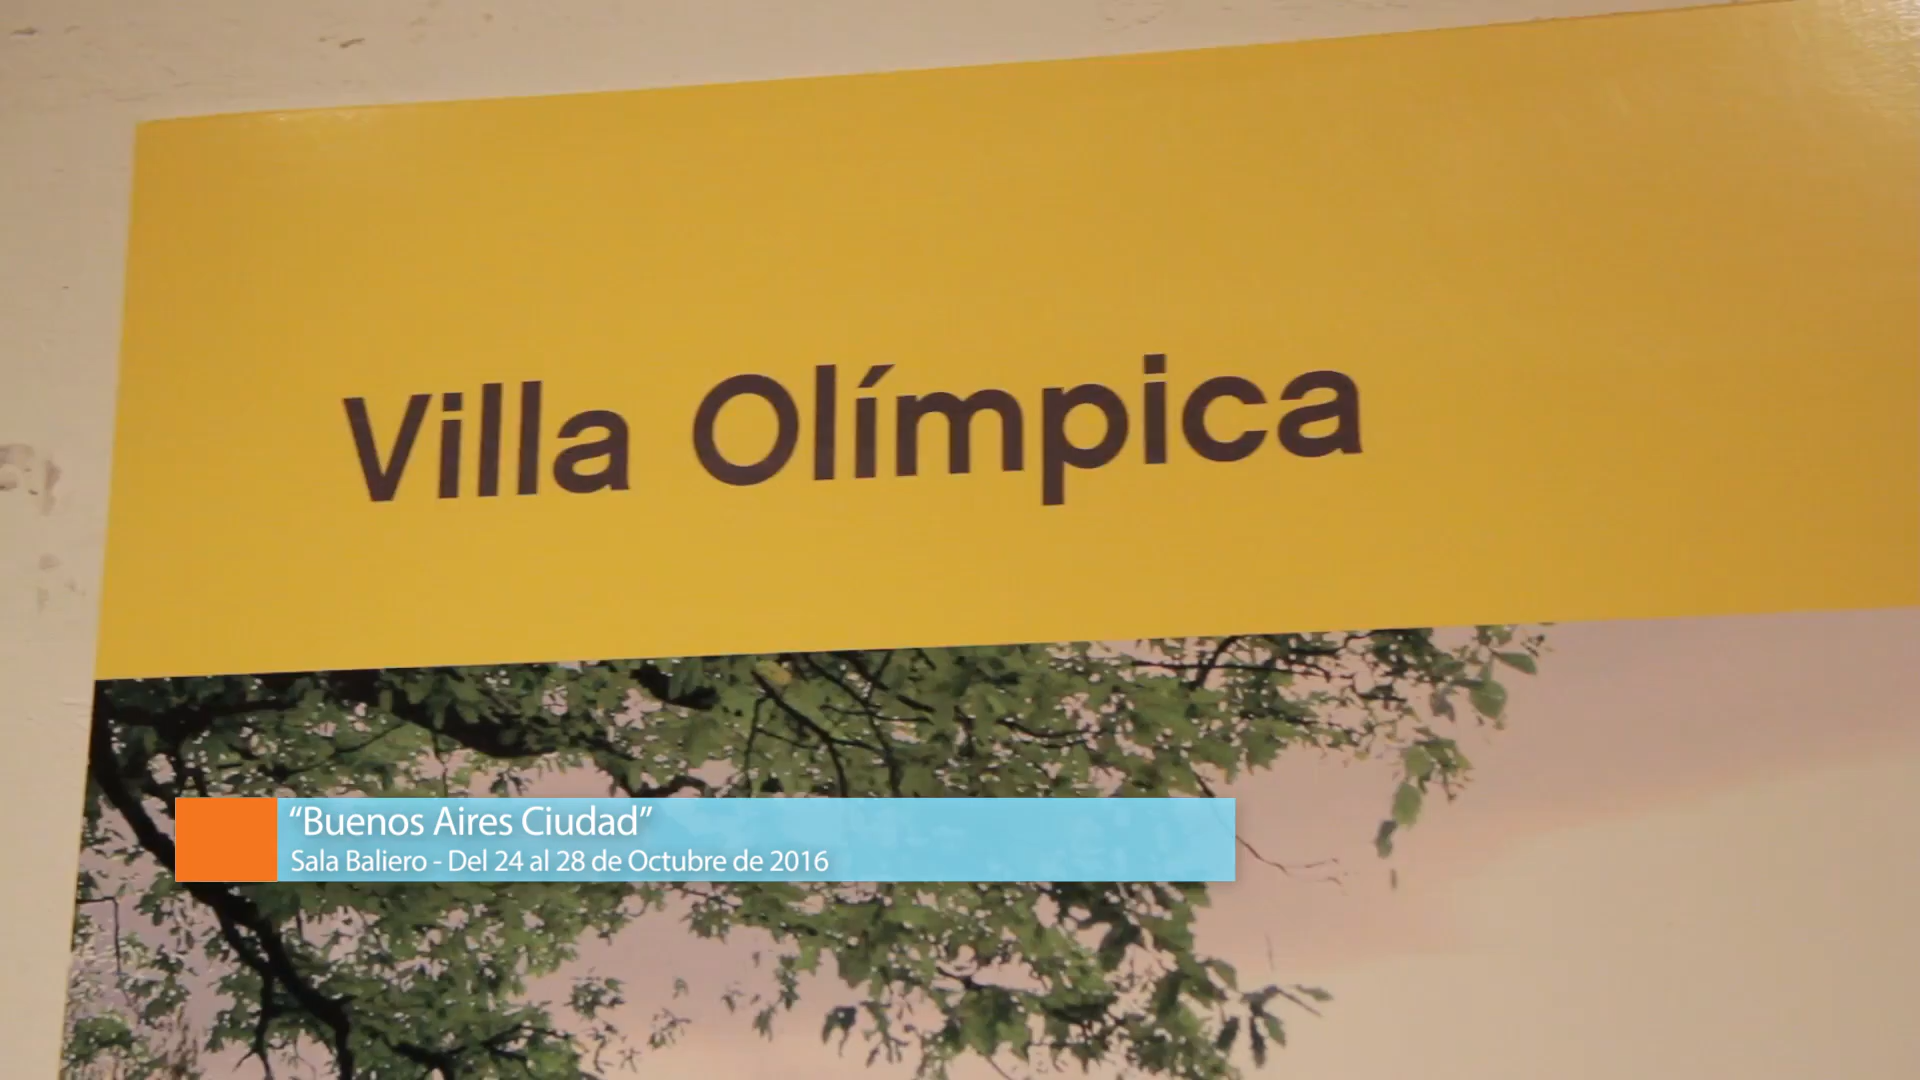 Villa Olímpica
“Buenos Aires Ciudad”
Sala Baliero - Del 24 al 28 de Octubre de 2016